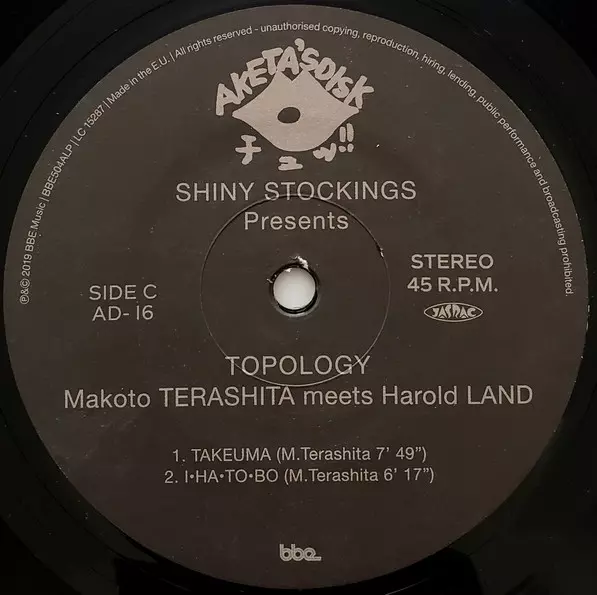 ℗&© 2019 BBE Music | BBE504ALP | LC 15287 | Made in the E.U. | All rights reserved - unauthorised copying, reproduction, hiring, lending, public performance and broadcasting prohibited.
AKETA'S DISK
チュッ!!
SHINY STOCKINGS
Presents
SIDE C
AD-16
STEREO
45 R.P.M.
JASRAC
TOPOLOGY
Makoto TERASHITA meets Harold LAND
1. TAKEUMA (M.Terashita 7' 49")
2. I•HA•TO•BO (M.Terashita 6' 17")
bbe